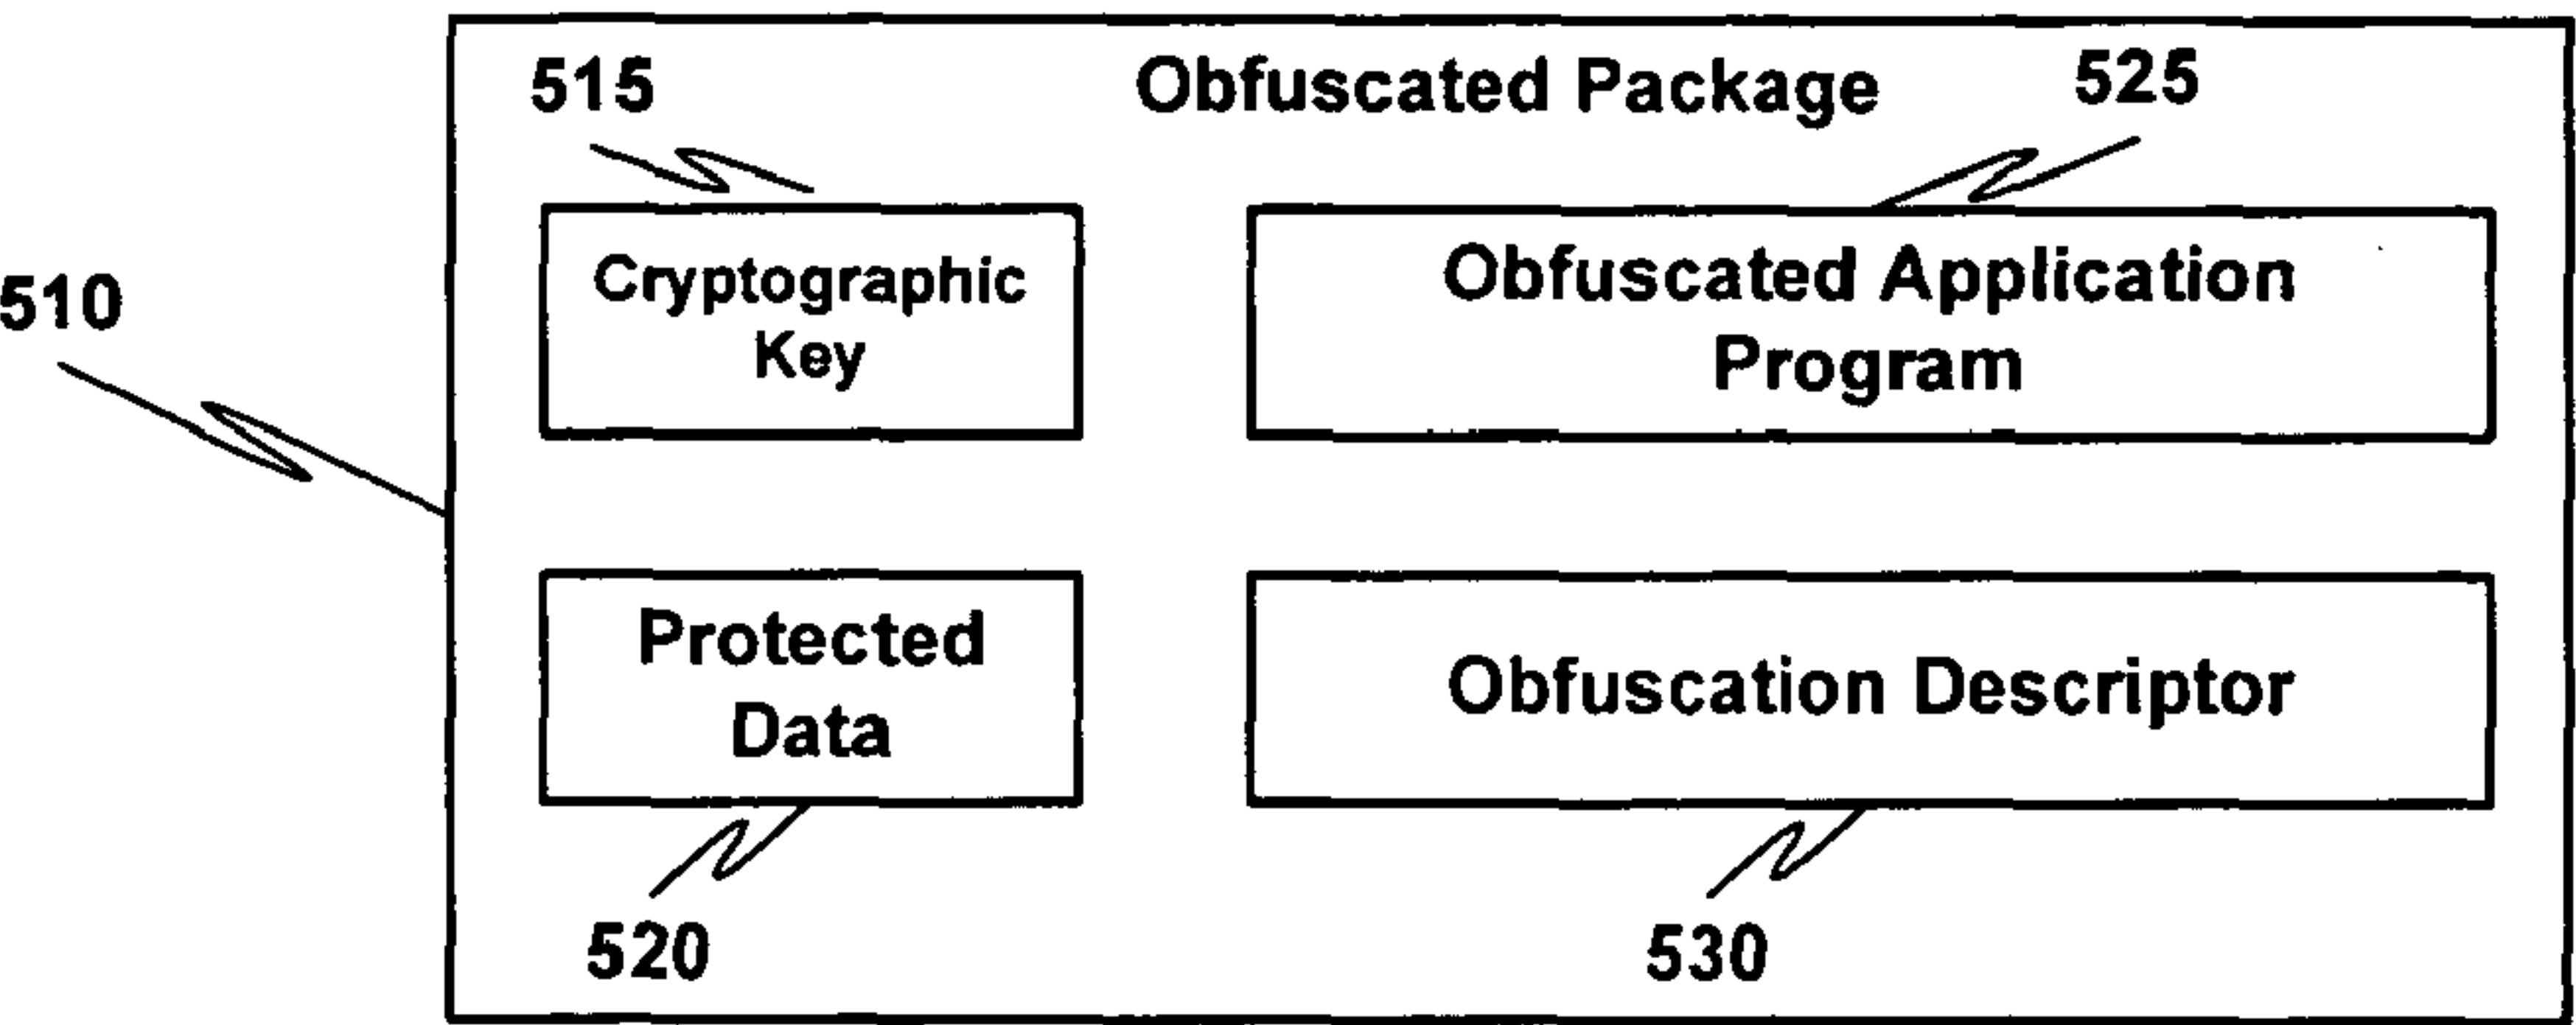 515
Obfuscated Package
525
Cryptographic
Key
Obfuscated Application
Program
510
Protected
Data
Obfuscation Descriptor
520
530